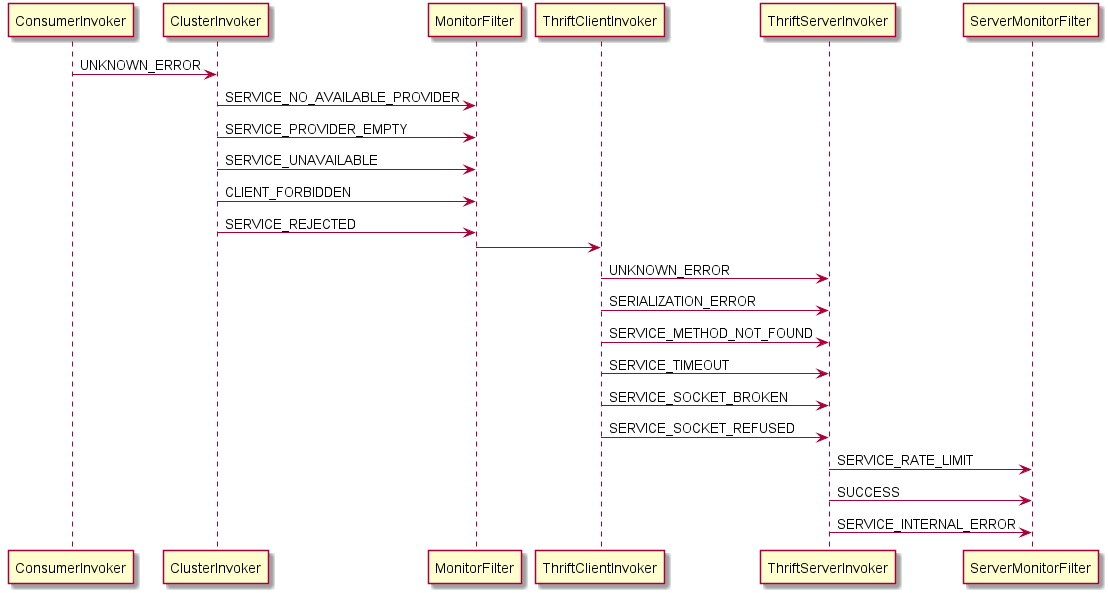 ConsumerInvoker ClusterInvoker MonitorFilter ThriftClientInvoker ThriftServerInvoker ServerMonitorFilter
UNKNOWN_ERROR
SERVICE_NO_AVAILABLE_PROVIDER
SERVICE_PROVIDER_EMPTY
SERVICE_UNAVAILABLE
CLIENT_FORBIDDEN
SERVICE_REJECTED
UNKNOWN_ERROR
SERIALIZATION_ERROR
SERVICE_METHOD_NOT_FOUND
SERVICE_TIMEOUT
SERVICE_SOCKET_BROKEN
SERVICE_SOCKET_REFUSED
SERVICE_RATE_LIMIT
SUCCESS
SERVICE_INTERNAL_ERROR
ConsumerInvoker ClusterInvoker MonitorFilter ThriftClientInvoker ThriftServerInvoker ServerMonitorFilter